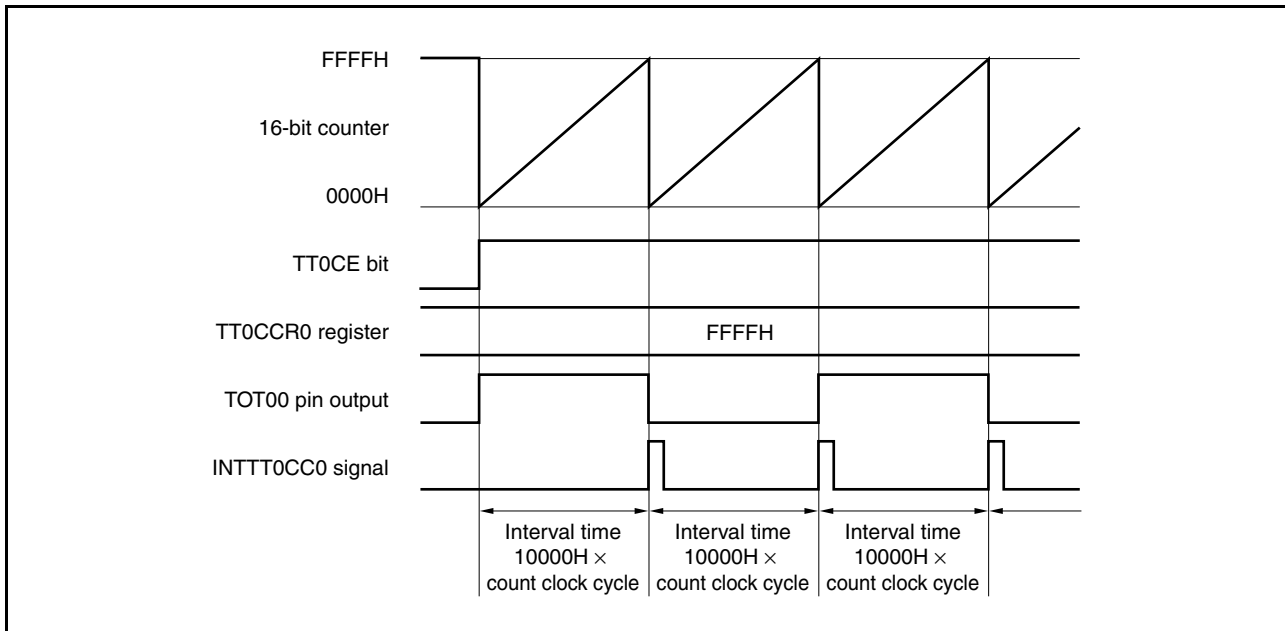 FFFFH
16-bit counter
0000H
TT0CE bit
TT0CCR0 register
FFFFH
TOT00 pin output
INTTT0CC0 signal
Interval time
10000H ×
count clock cycle
Interval time
10000H ×
count clock cycle
Interval time
10000H ×
count clock cycle